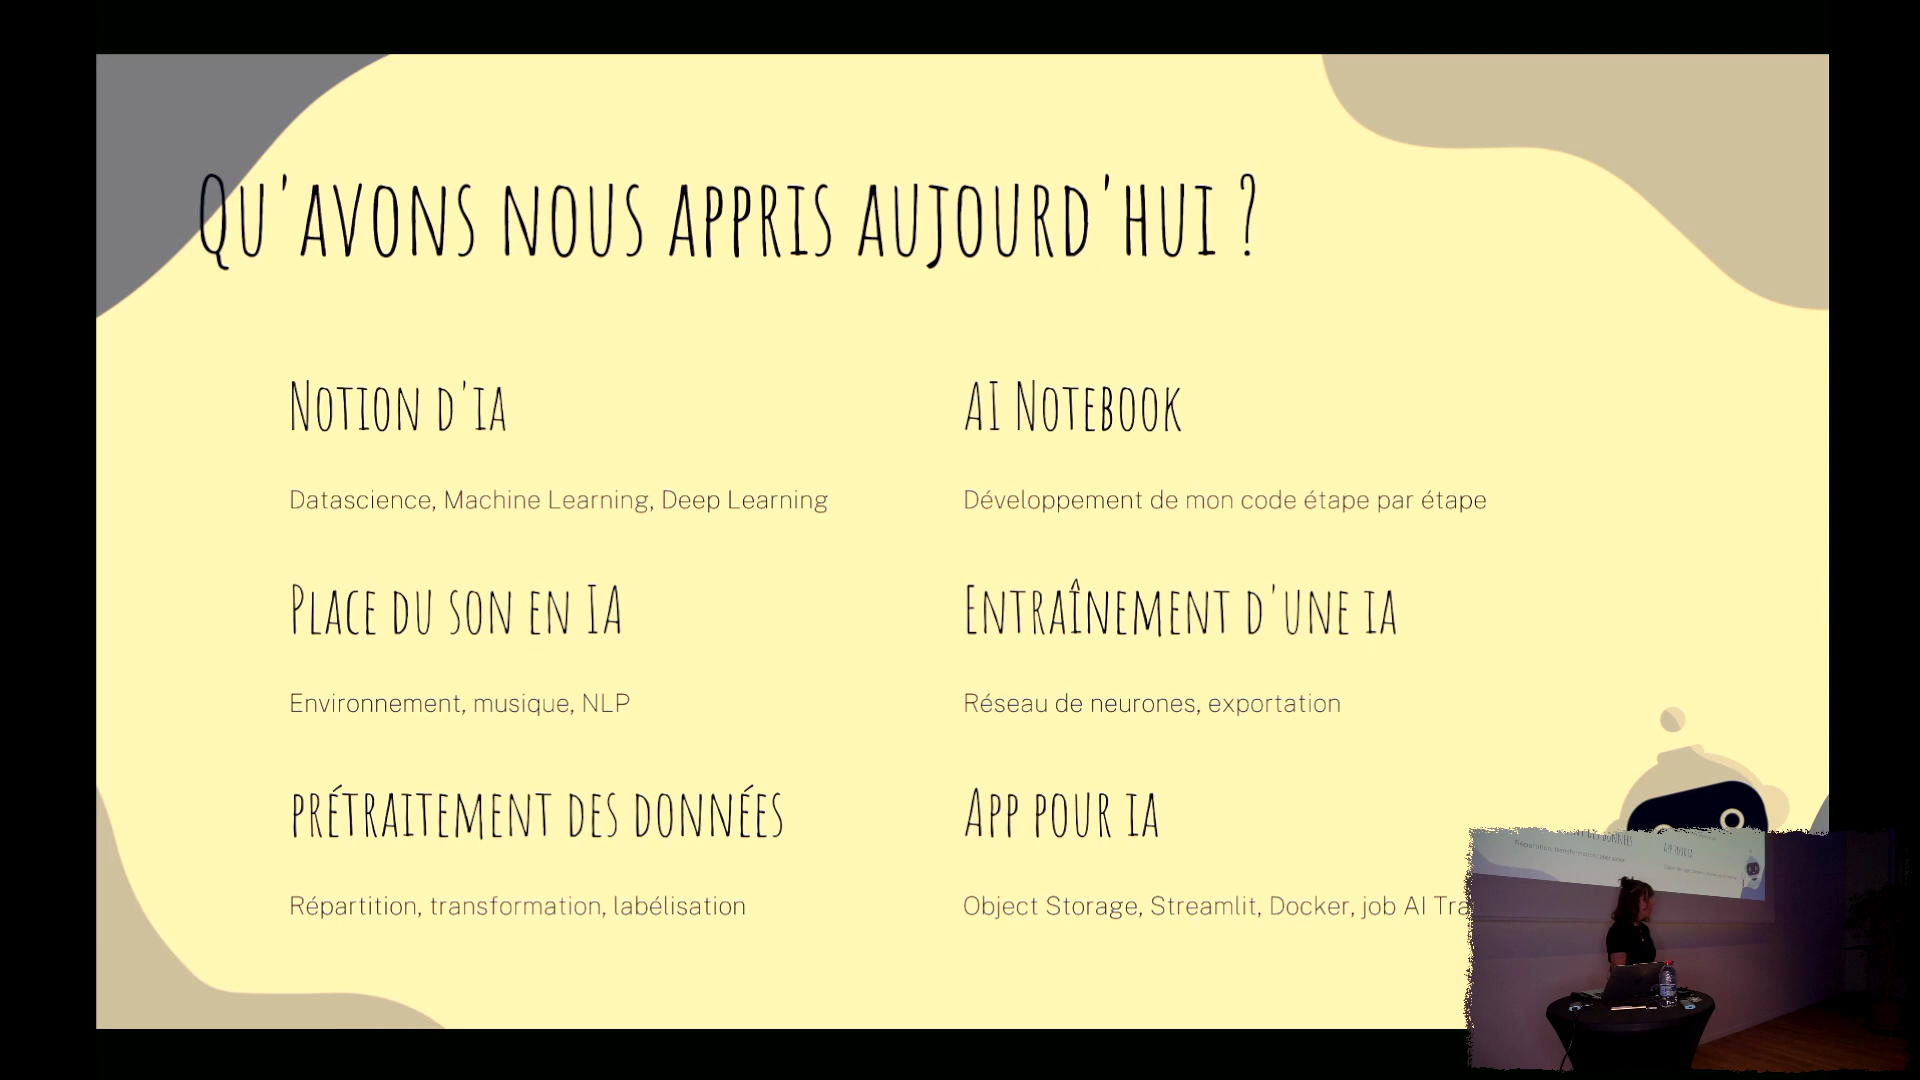 Qu'avons nous appris aujourd'hui ?
Notion d'ia
Datascience, Machine Learning, Deep Learning
Place du son en IA
Environnement, musique, NLP
prétraitement des données
Répartition, transformation, labélisation
AI Notebook
Développement de mon code étape par étape
Entraînement d'une ia
Réseau de neurones, exportation
App pour ia
Object Storage, Streamlit, Docker, job AI Tra